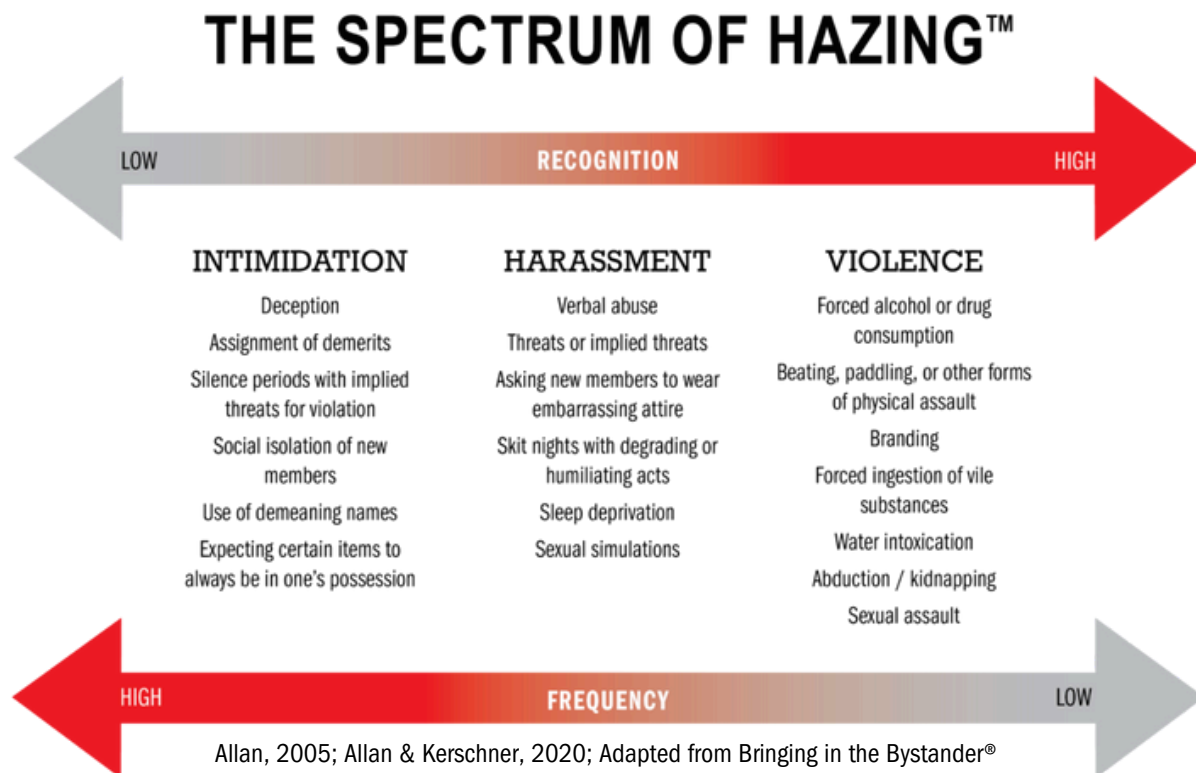 THE SPECTRUM OF HAZING™
LOW
RECOGNITION
HIGH
INTIMIDATION
Deception
Assignment of demerits
Silence periods with implied
threats for violation
Social isolation of new
members
Use of demeaning names
Expecting certain items to
always be in one's possession
HARASSMENT
Verbal abuse
Threats or implied threats
Asking new members to wear
embarrassing attire
Skit nights with degrading or
humiliating acts
Sleep deprivation
Sexual simulations
VIOLENCE
Forced alcohol or drug
consumption
Beating, paddling, or other forms
of physical assault
Branding
Forced ingestion of vile
substances
Water intoxication
Abduction / kidnapping
Sexual assault
HIGH
FREQUENCY
LOW
Allan, 2005; Allan & Kerschner, 2020; Adapted from Bringing in the Bystander®